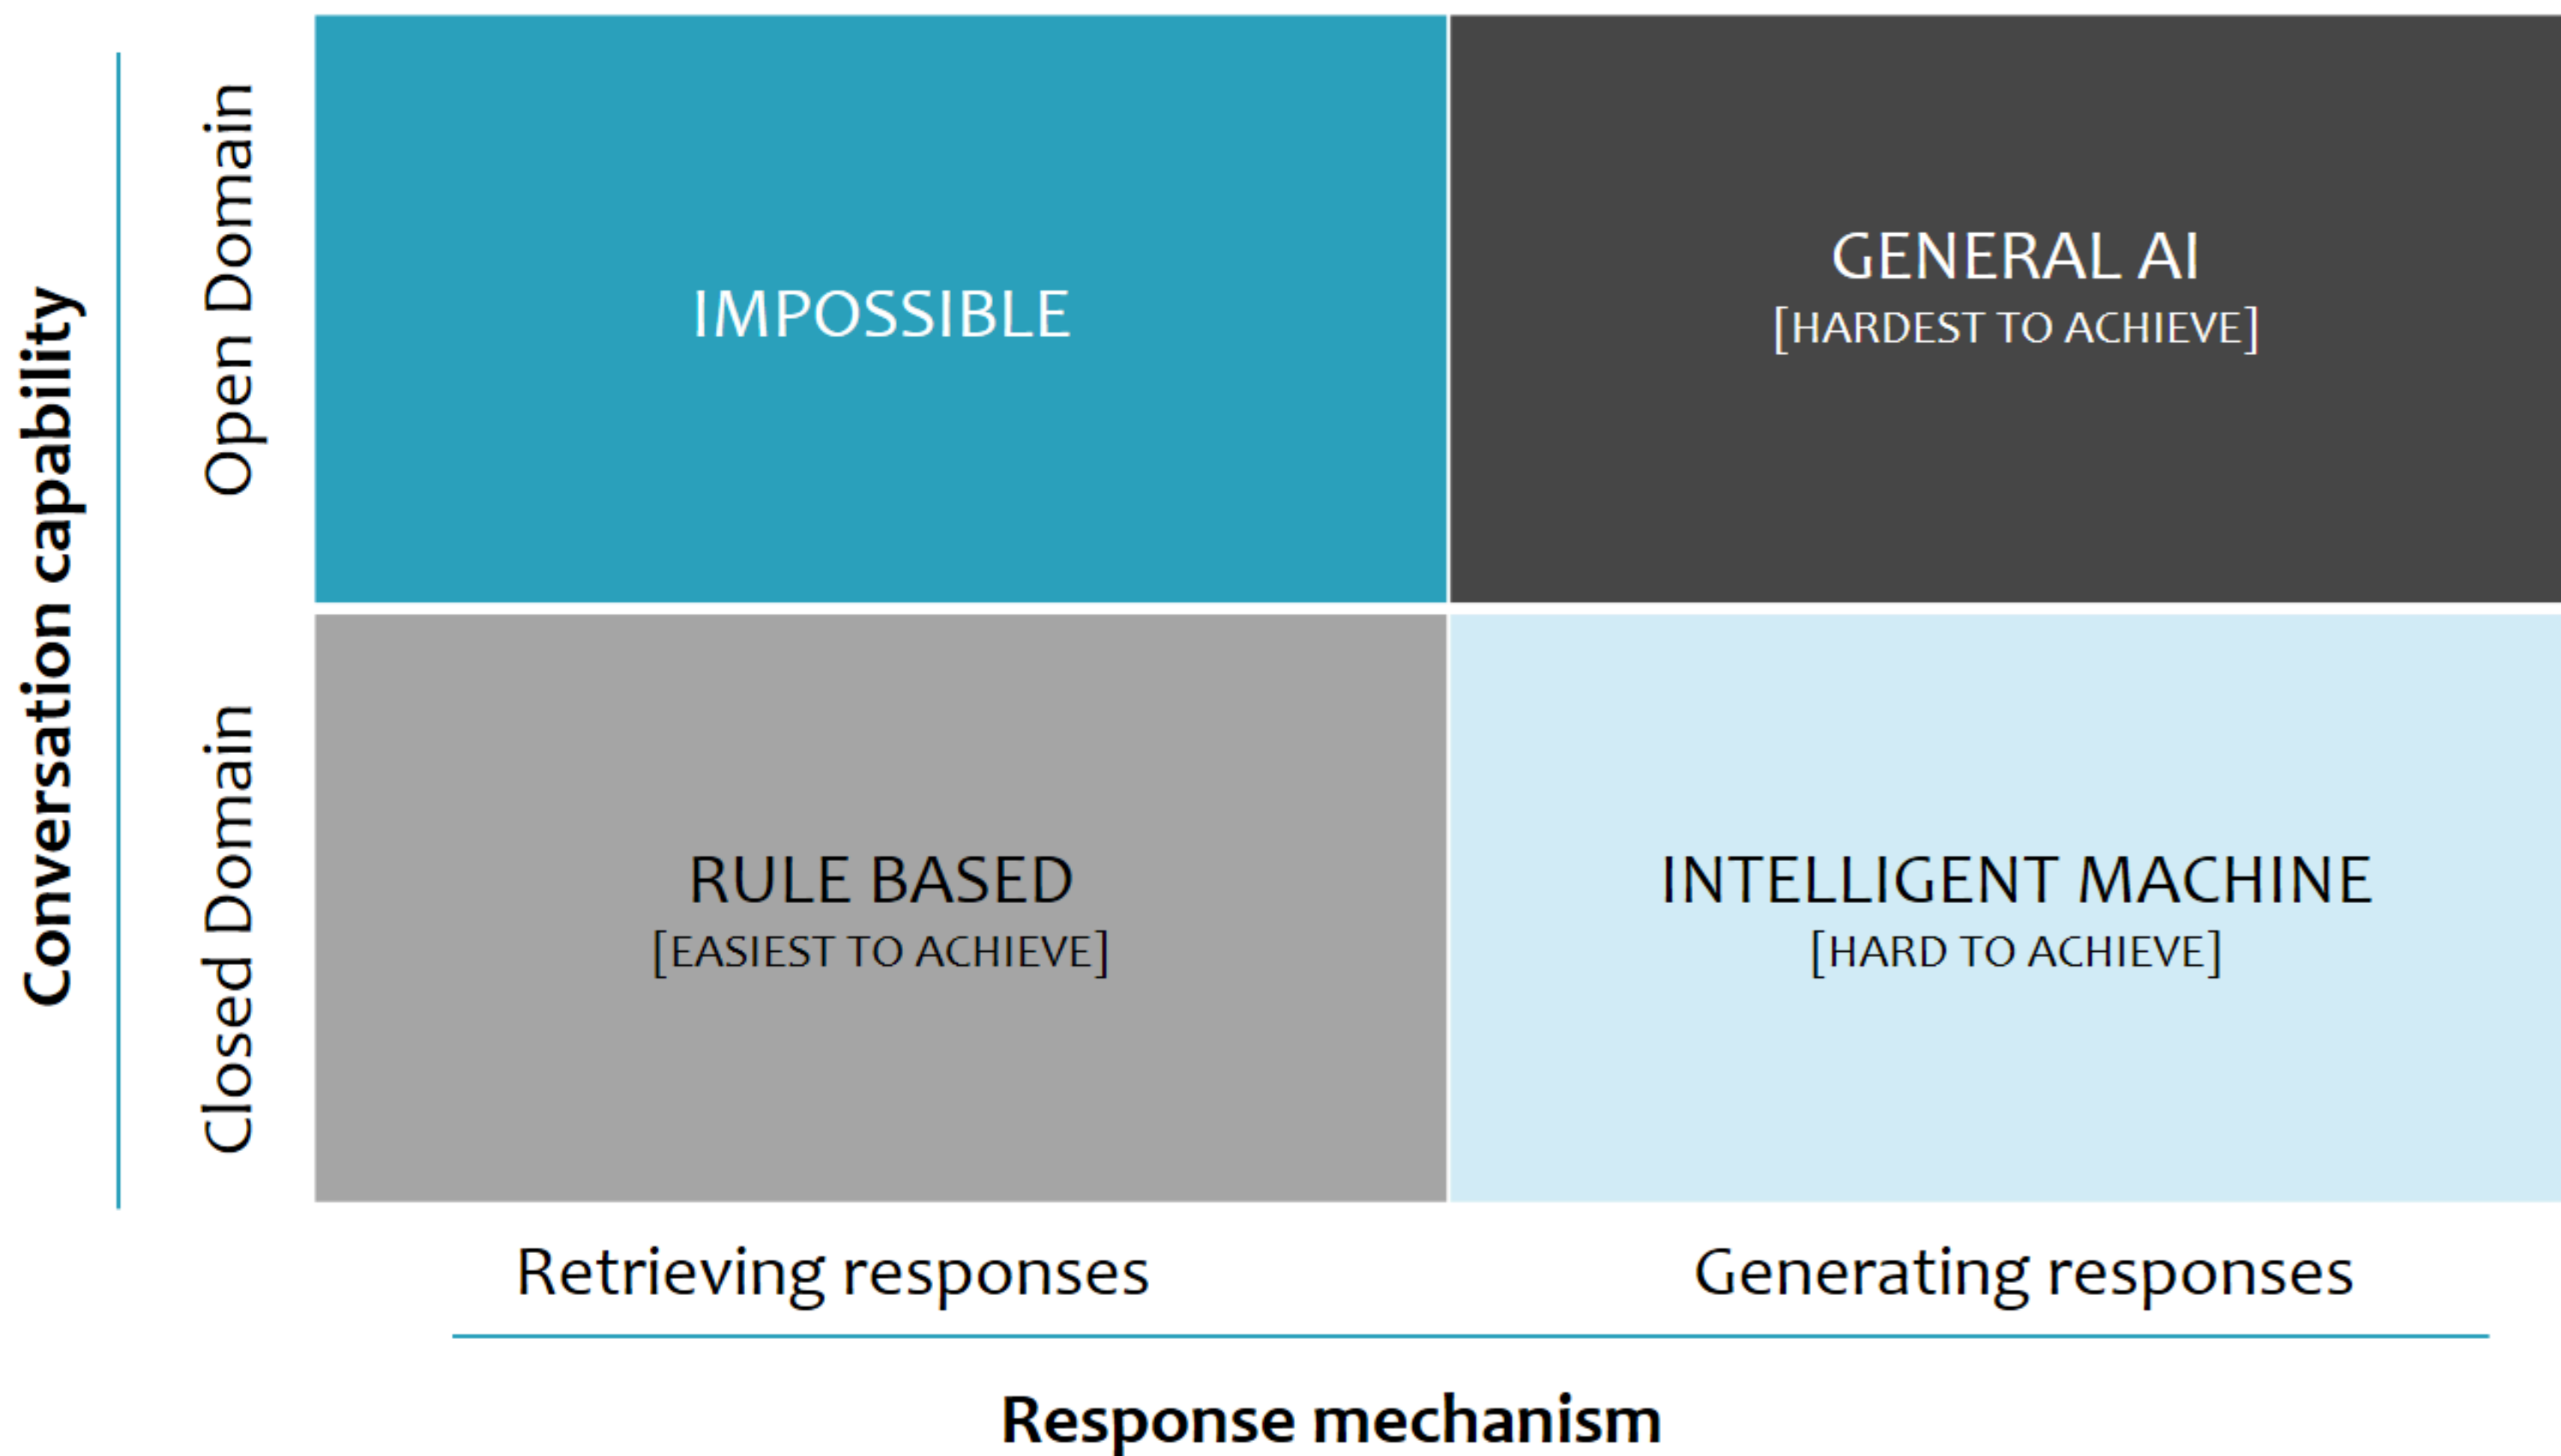 Conversation capability
Open Domain
IMPOSSIBLE
GENERAL AI
[HARDEST TO ACHIEVE]
Closed Domain
RULE BASED
[EASIEST TO ACHIEVE]
INTELLIGENT MACHINE
[HARD TO ACHIEVE]
Retrieving responses
Generating responses
Response mechanism